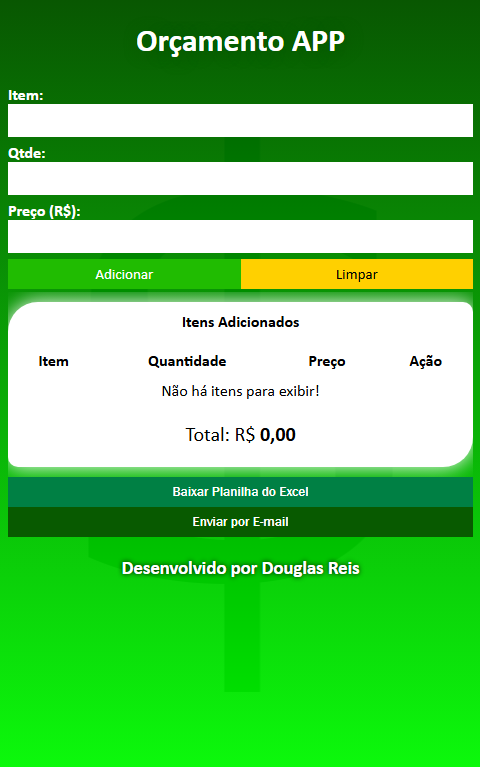 Orçamento APP
Item:
Qtde:
Preço (R$):
Adicionar Limpar
Itens Adicionados
Item Quantidade Preço Ação
Não há itens para exibir!
Total: R$ 0,00
Baixar Planilha do Excel
Enviar por E-mail
Desenvolvido por Douglas Reis